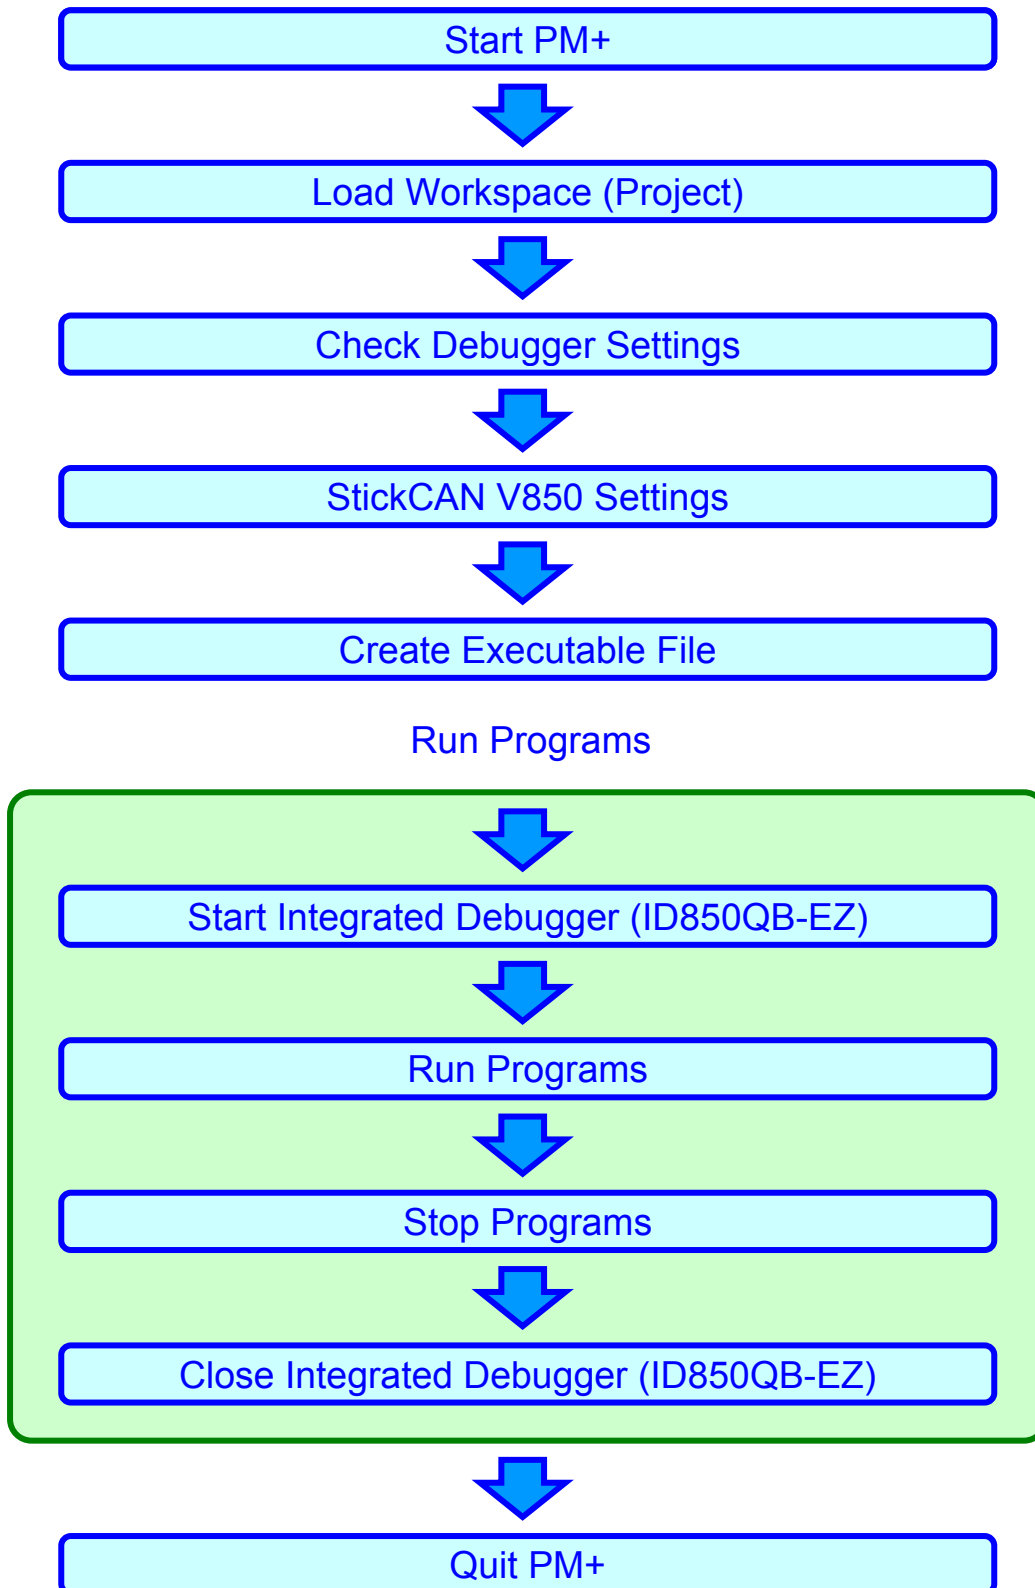 Start PM+
Load Workspace (Project)
Check Debugger Settings
StickCAN V850 Settings
Create Executable File
Run Programs
Start Integrated Debugger (ID850QB-EZ)
Run Programs
Stop Programs
Close Integrated Debugger (ID850QB-EZ)
Quit PM+